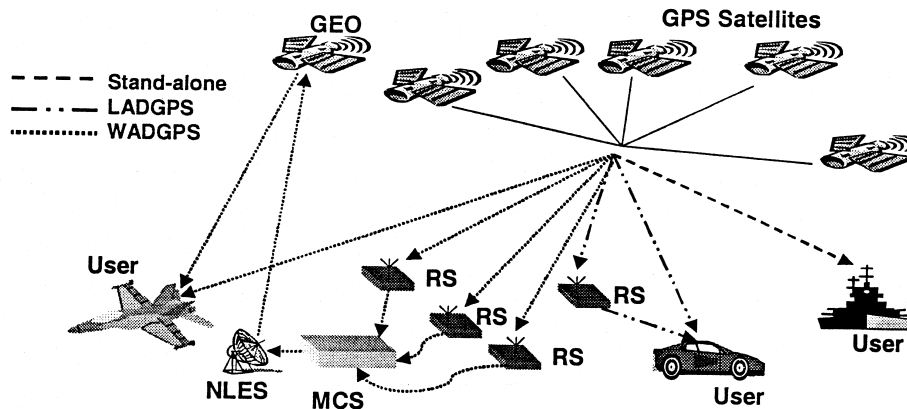 GEO
GPS Satellites
Stand-alone
LADGPS
WADGPS
User
RS
RS
RS
RS
NLES
MCS
User
User